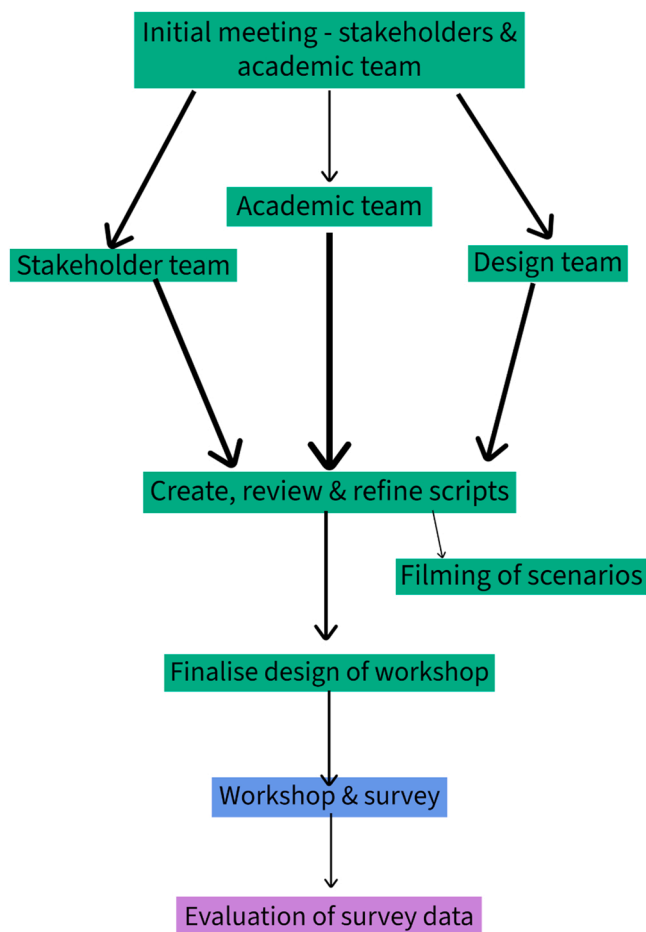 Initial meeting - stakeholders &
academic team
Academic team
Stakeholder team
Design team
Create, review & refine scripts
Filming of scenarios
Finalise design of workshop
Workshop & survey
Evaluation of survey data